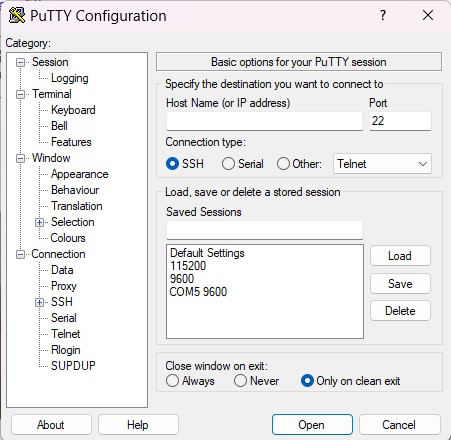 PuTTY Configuration
? ×
Category:
Session
Logging
Terminal
Keyboard
Bell
Features
Window
Appearance
Behaviour
Translation
Selection
Colours
Connection
Data
Proxy
SSH
Serial
Telnet
Rlogin
SUPDUP
Basic options for your PuTTY session
Specify the destination you want to connect to
Host Name (or IP address) Port
22
Connection type:
SSH Serial Other: Telnet
Load, save or delete a stored session
Saved Sessions
Default Settings
115200
9600
COM5 9600
Load
Save
Delete
Close window on exit:
Always Never Only on clean exit
About Help Open Cancel